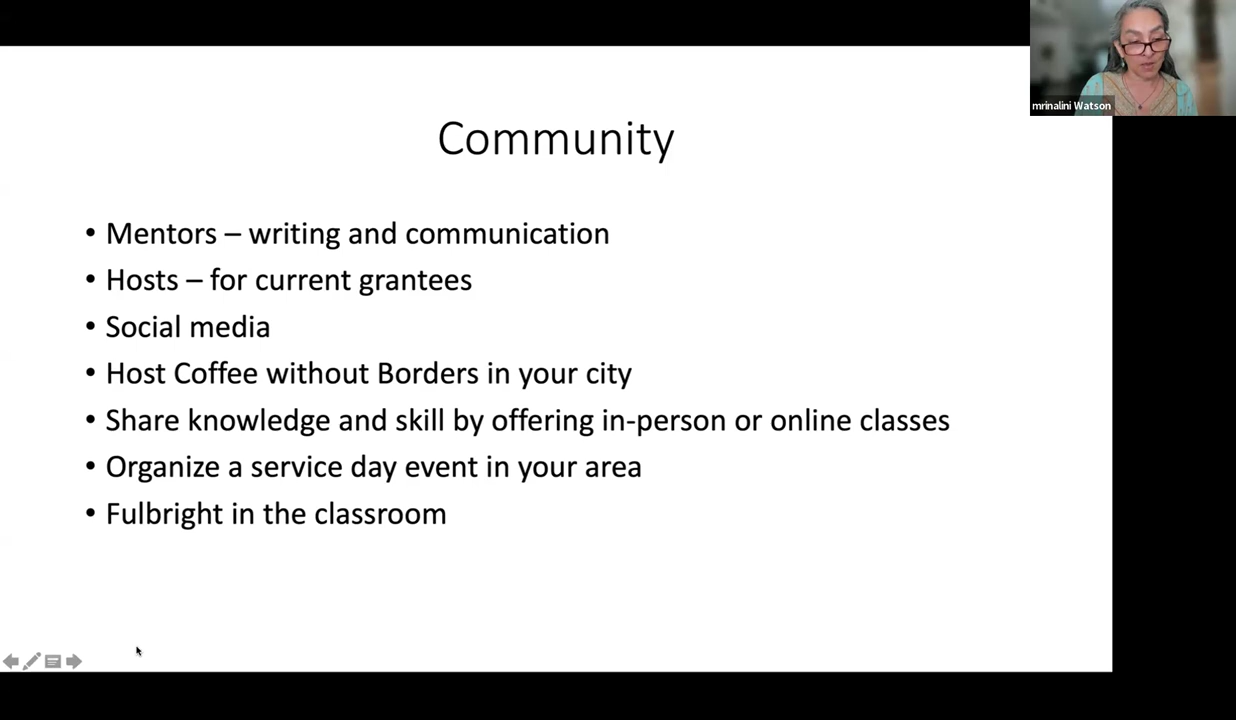 mrinalini Watson
Community
• Mentors – writing and communication
• Hosts – for current grantees
• Social media
• Host Coffee without Borders in your city
• Share knowledge and skill by offering in-person or online classes
• Organize a service day event in your area
• Fulbright in the classroom